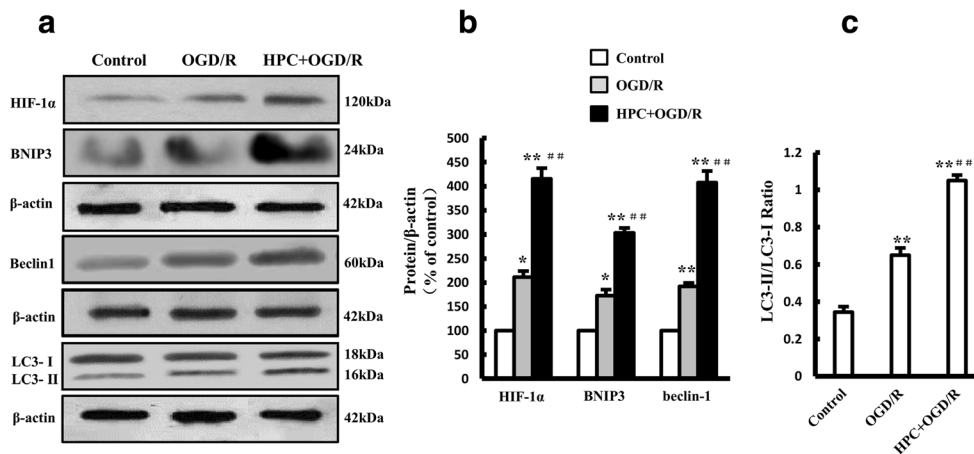 a
Control OGD/R HPC+OGD/R
HIF-1α 120kDa
BNIP3 24kDa
β-actin 42kDa
Beclin1 60kDa
β-actin 42kDa
LC3- I 18kDa
LC3- II 16kDa
β-actin 42kDa
b
Control
OGD/R
HPC+OGD/R
Protein/β-actin
(% of control)
500
450
400
350
300
250
200
150
100
50
0
** ##
*
** ##
*
** ##
**
HIF-1α BNIP3 beclin-1
c
LC3-II/LC3-I Ratio
1.2
1
0.8
0.6
0.4
0.2
0
**##
**
Control OGD/R HPC+OGD/R